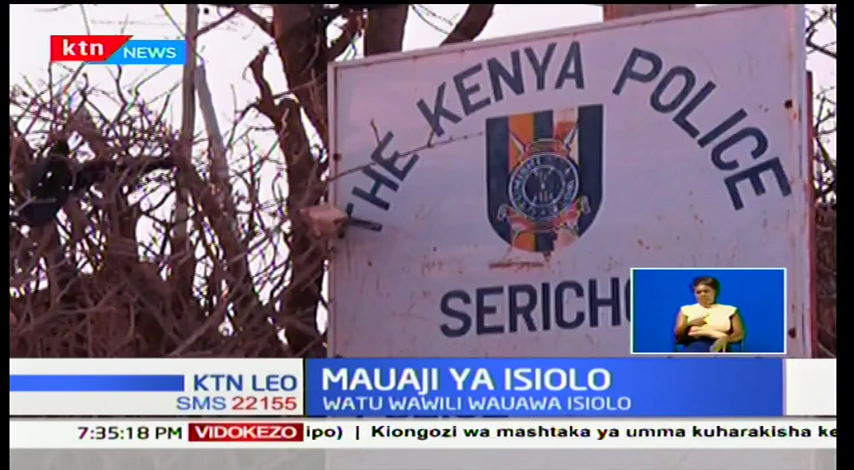 ktn NEWS
THE KENYA POLICE
KTN LEO
SMS 22155
MAUAJI YA ISIOLO
WATU WAWILI WAUAWA ISIOLO
7:35:18 PM VIDOKEZO ipo) | Kiongozi wa mashtaka ya umma kuharakisha ke